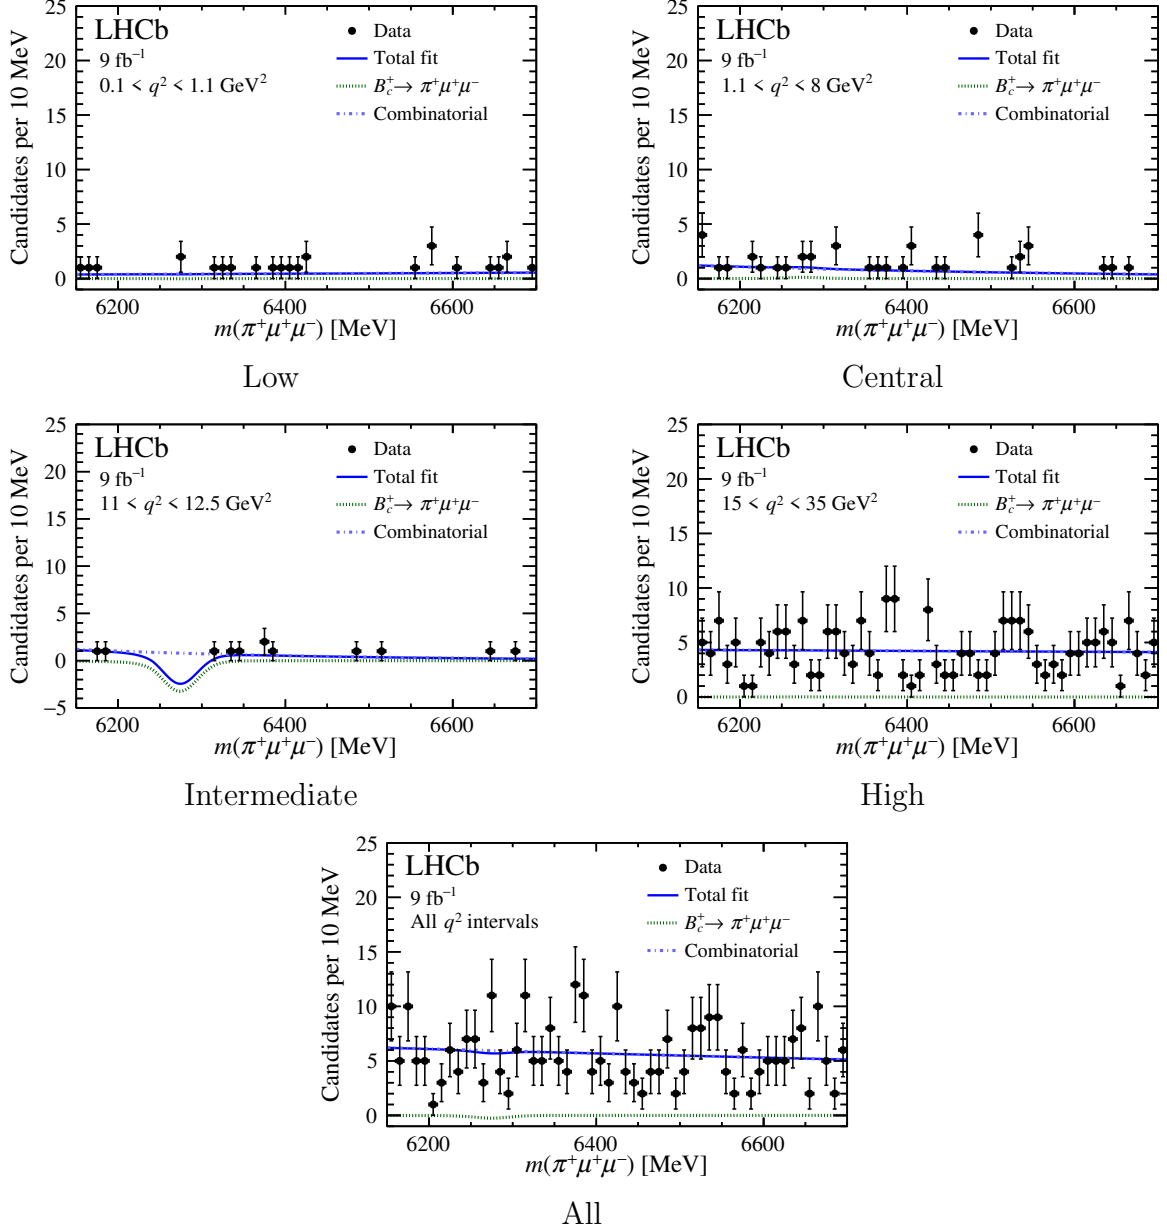 LHCb
9 fb⁻¹
0.1 < q² < 1.1 GeV²
Data
Total fit
B_c^+ → π⁺μ⁺μ⁻
Combinatorial
Candidates per 10 MeV
25
20
15
10
5
0
6200 6400 6600
m(π⁺μ⁺μ⁻) [MeV]
Low
LHCb
9 fb⁻¹
1.1 < q² < 8 GeV²
Data
Total fit
B_c^+ → π⁺μ⁺μ⁻
Combinatorial
Candidates per 10 MeV
25
20
15
10
5
0
6200 6400 6600
m(π⁺μ⁺μ⁻) [MeV]
Central
LHCb
9 fb⁻¹
11 < q² < 12.5 GeV²
Data
Total fit
B_c^+ → π⁺μ⁺μ⁻
Combinatorial
Candidates per 10 MeV
25
20
15
10
5
0
−5
6200 6400 6600
m(π⁺μ⁺μ⁻) [MeV]
Intermediate
LHCb
9 fb⁻¹
15 < q² < 35 GeV²
Data
Total fit
B_c^+ → π⁺μ⁺μ⁻
Combinatorial
Candidates per 10 MeV
25
20
15
10
5
0
6200 6400 6600
m(π⁺μ⁺μ⁻) [MeV]
High
LHCb
9 fb⁻¹
All q² intervals
Data
Total fit
B_c^+ → π⁺μ⁺μ⁻
Combinatorial
Candidates per 10 MeV
25
20
15
10
5
0
6200 6400 6600
m(π⁺μ⁺μ⁻) [MeV]
All